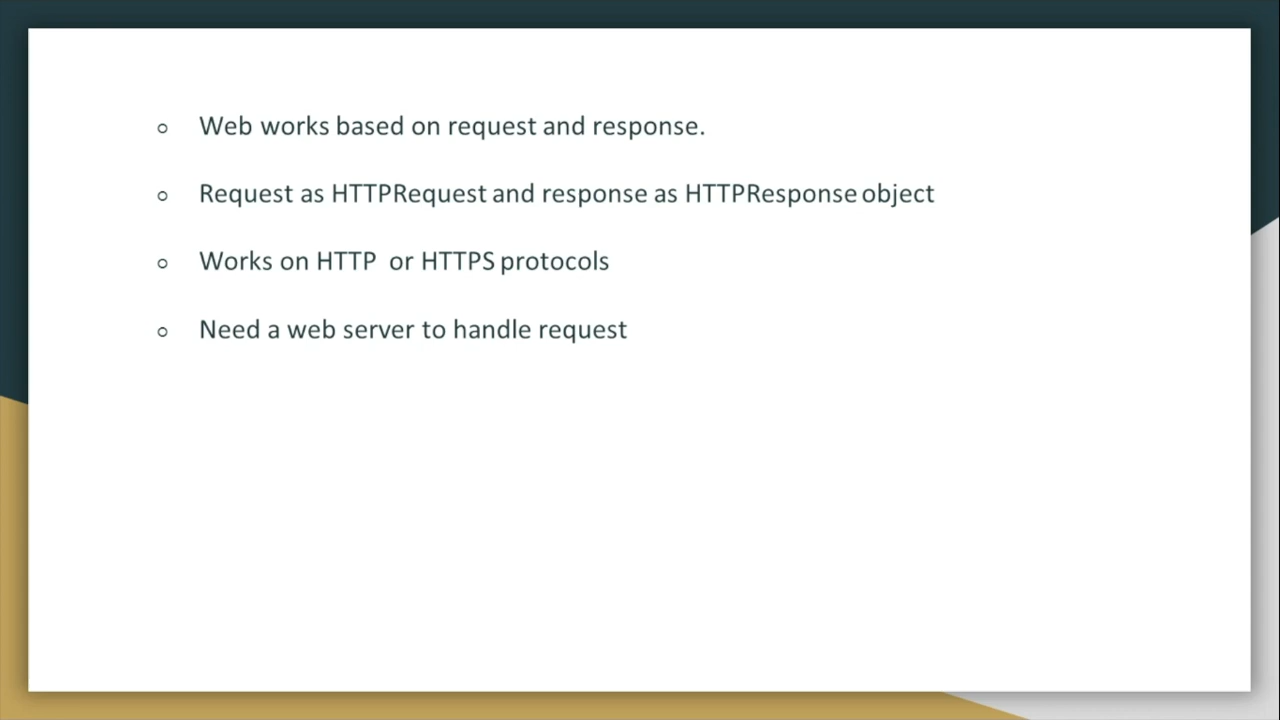 Web works based on request and response.
Request as HTTPRequest and response as HTTPResponse object
Works on HTTP  or HTTPS protocols
Need a web server to handle request